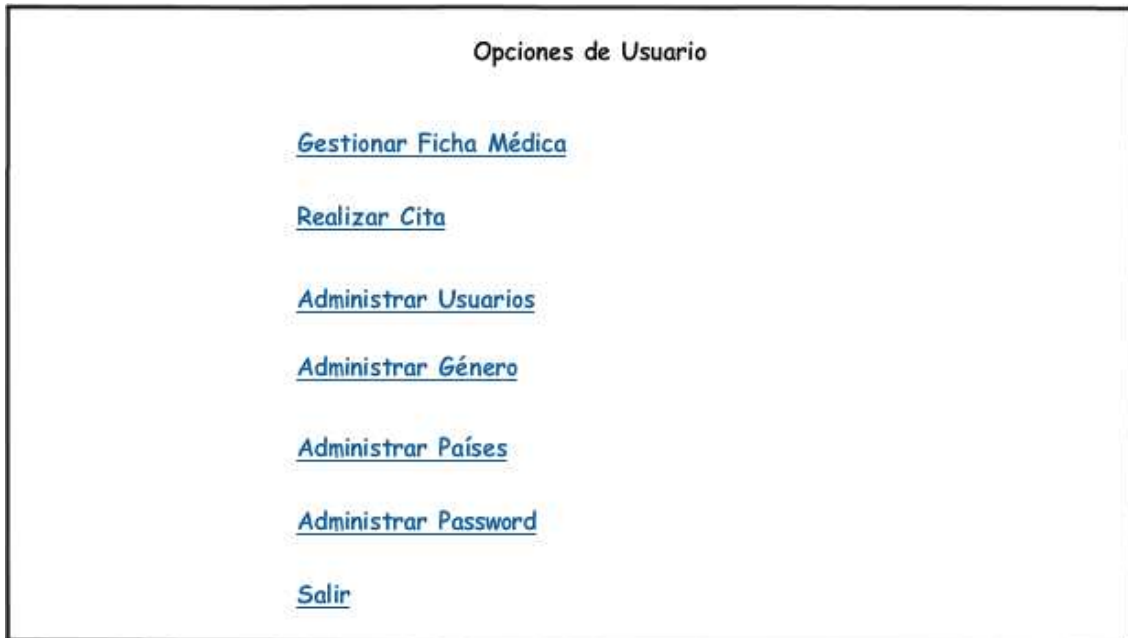 Opciones de Usuario
Gestionar Ficha Médica
Realizar Cita
Administrar Usuarios
Administrar Género
Administrar Países
Administrar Password
Salir